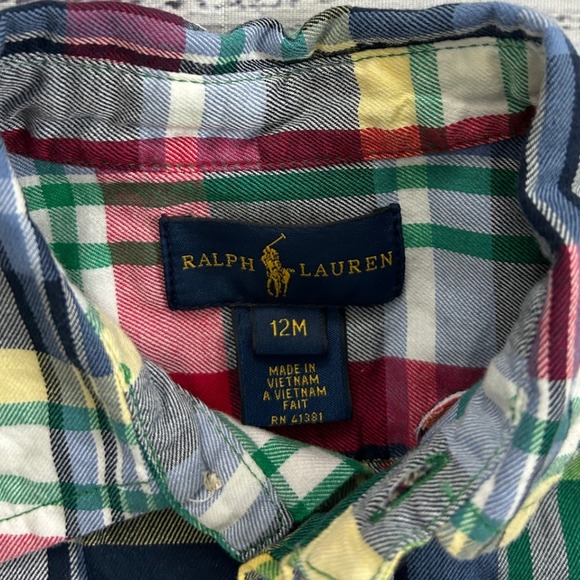 RALPH LAUREN
12M
MADE IN
VIETNAM
A VIETNAM
FAIT
RN 41381